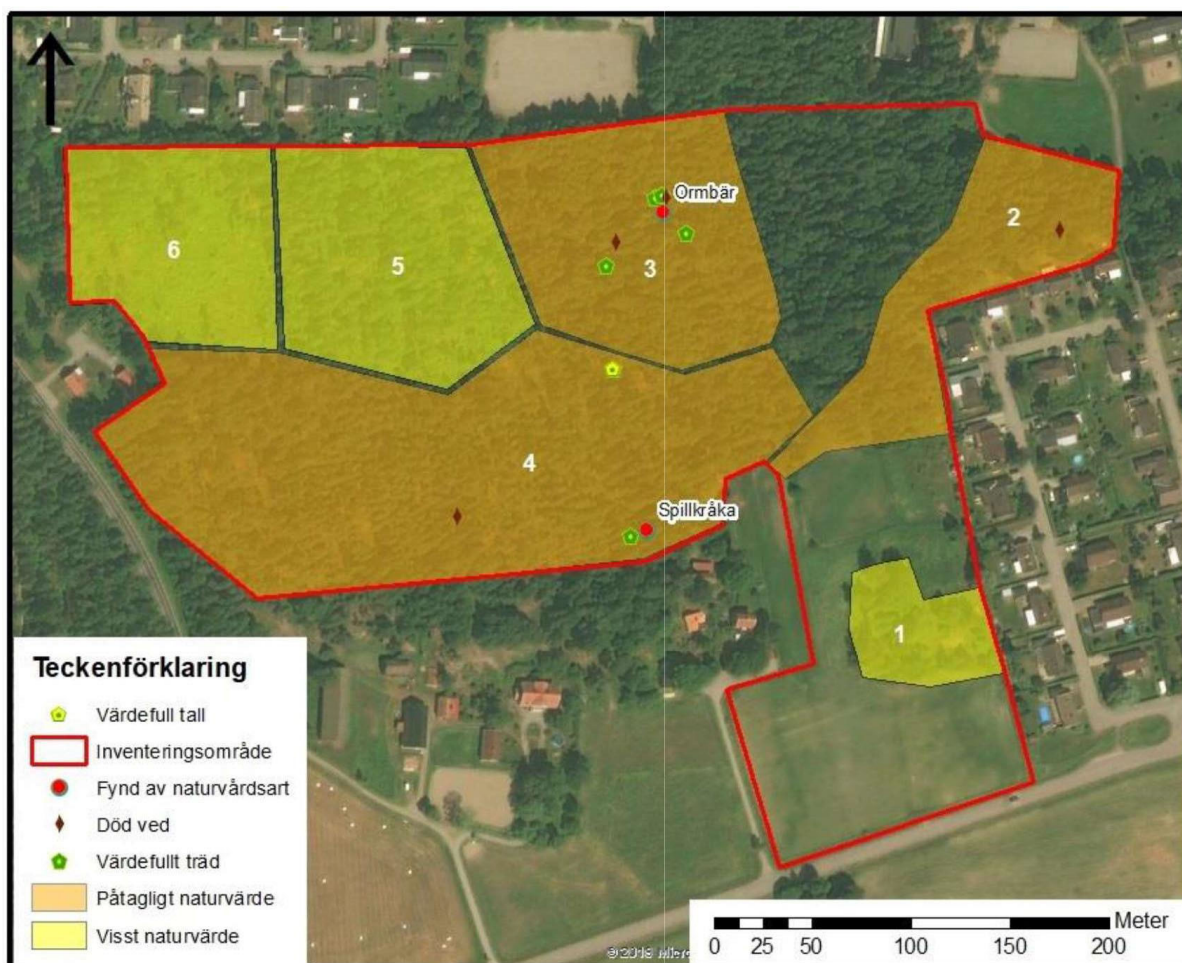 Ormbär
2
6
5
3
4
Spillkråka
1
Teckenförklaring
Värdefull tall
Inventeringsområde
Fynd av naturvårdsart
Död ved
Värdefullt träd
Påtagligt naturvärde
Visst naturvärde
Meter
0 25 50 100 150 200